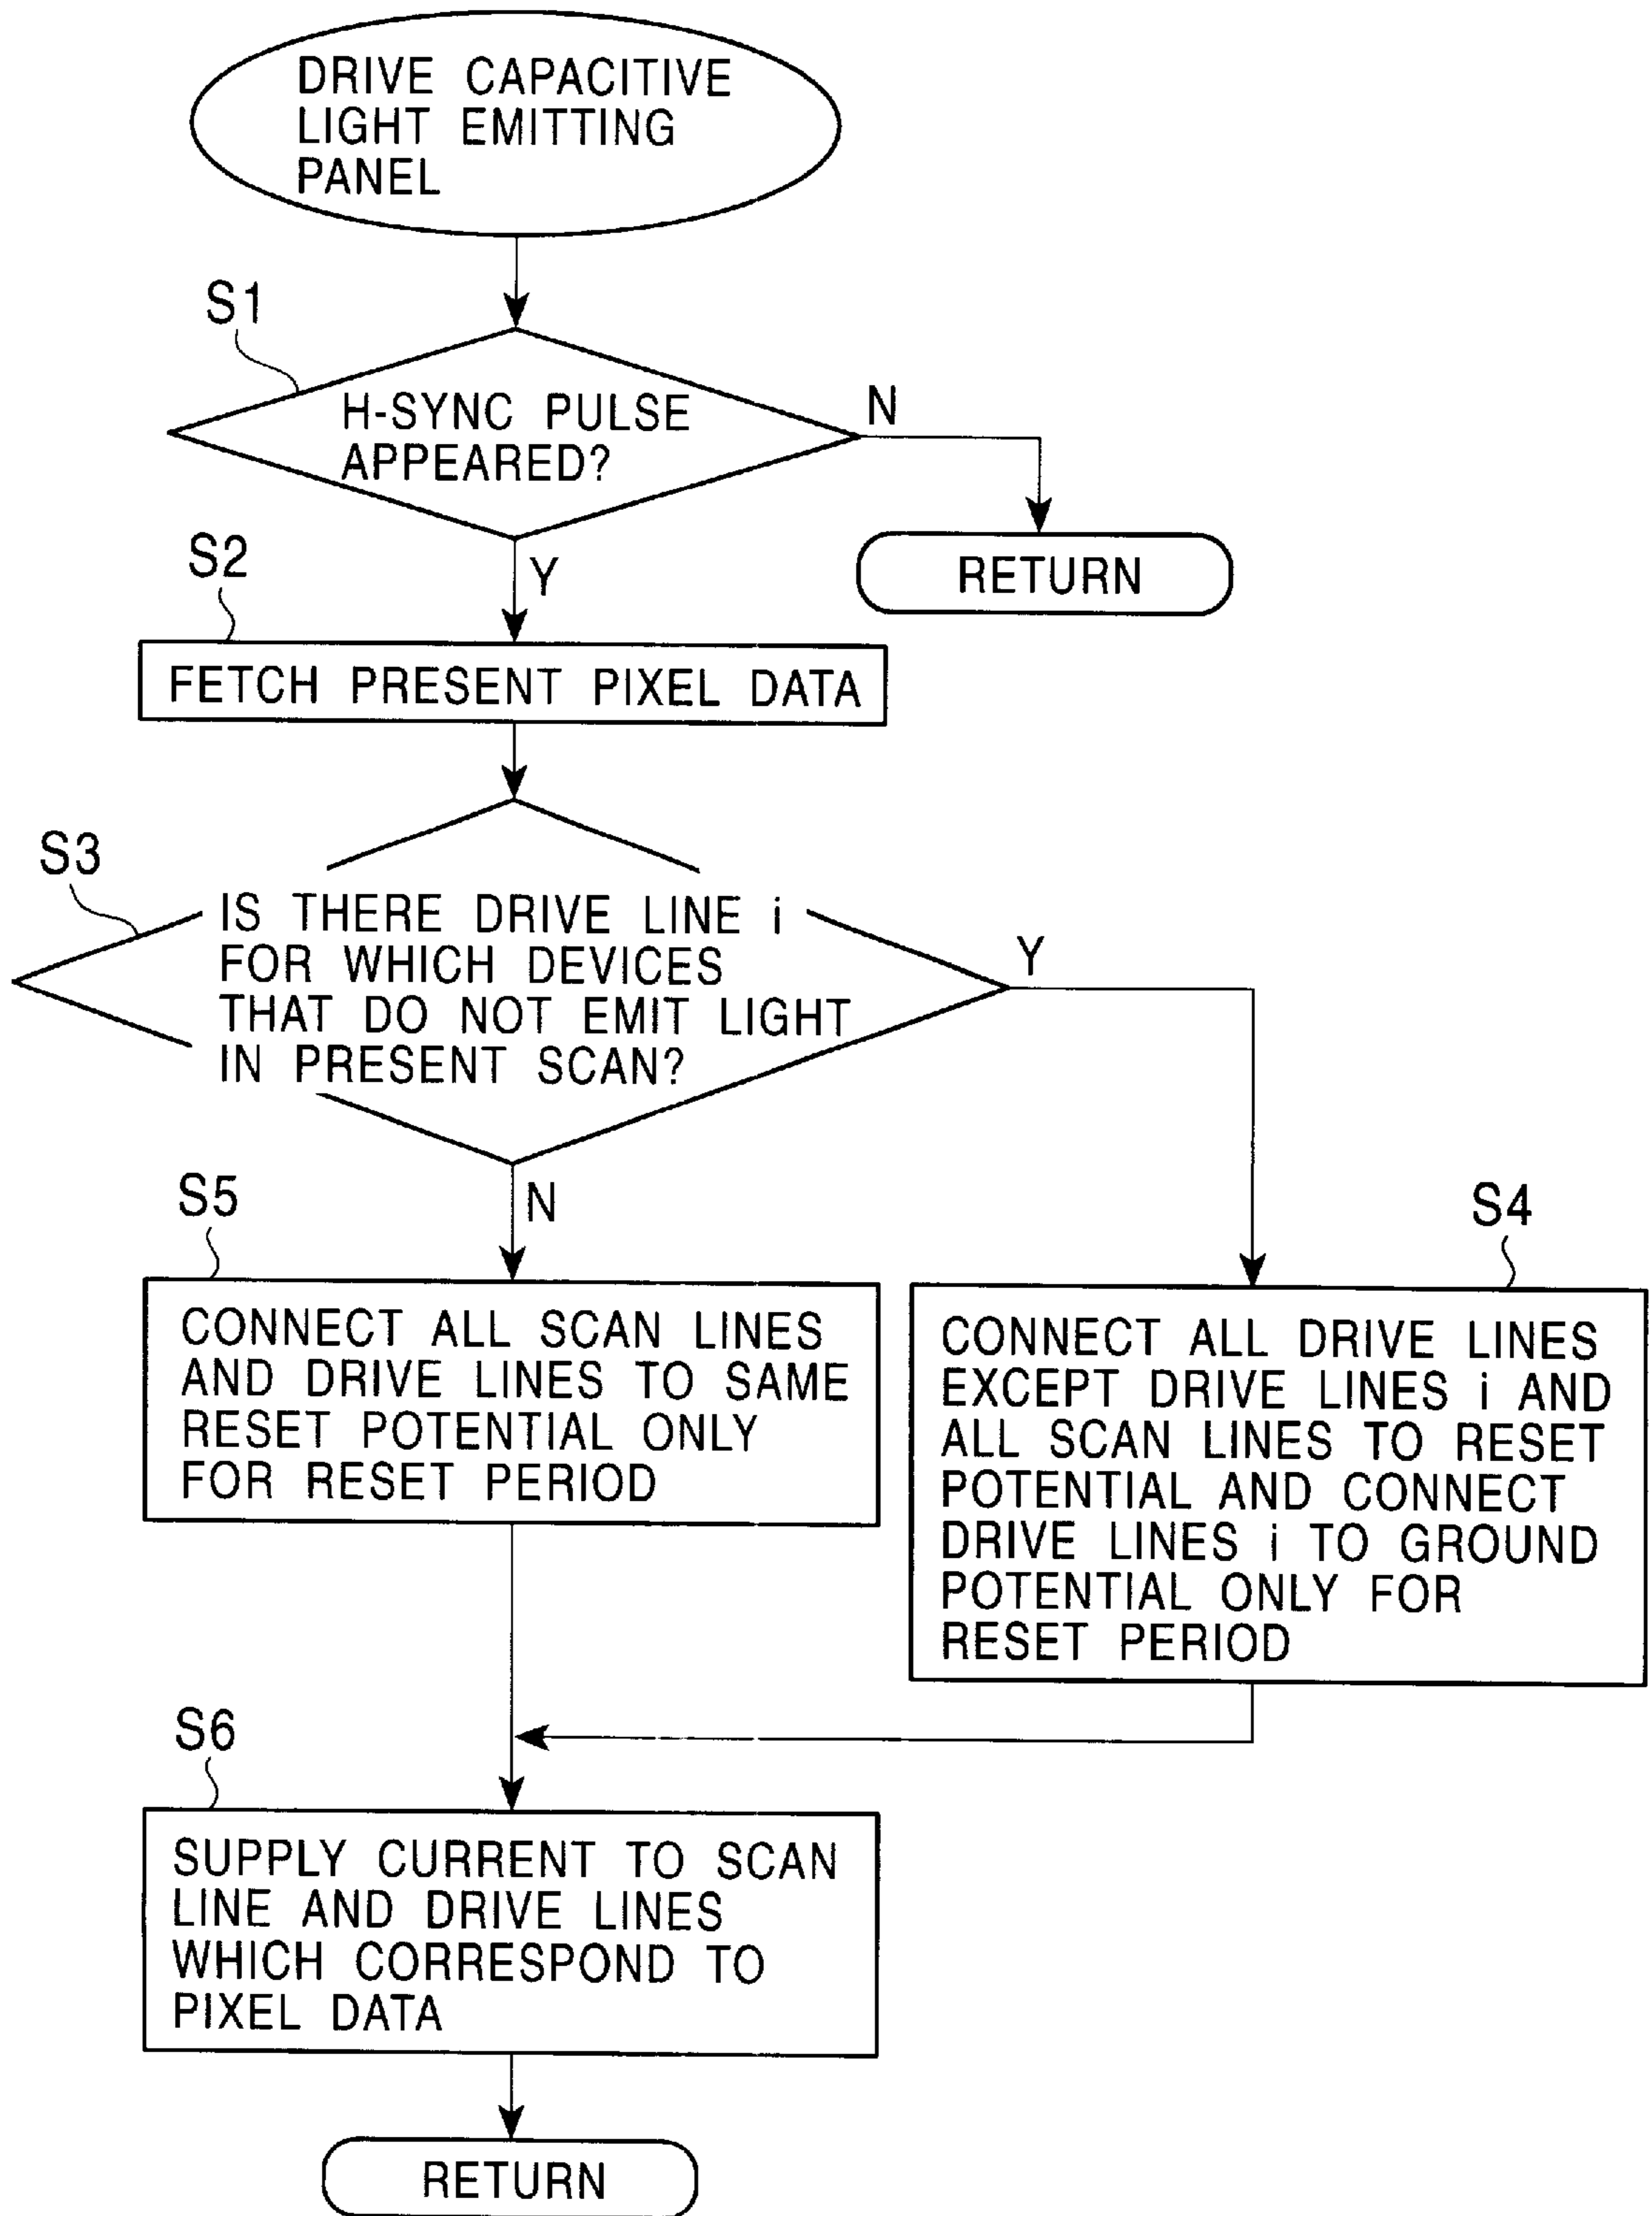 DRIVE CAPACITIVE
LIGHT EMITTING
PANEL
S1
H-SYNC PULSE
APPEARED?
N
RETURN
Y
S2
FETCH PRESENT PIXEL DATA
S3
IS THERE DRIVE LINE i
FOR WHICH DEVICES
THAT DO NOT EMIT LIGHT
IN PRESENT SCAN?
Y
N
S5
CONNECT ALL SCAN LINES
AND DRIVE LINES TO SAME
RESET POTENTIAL ONLY
FOR RESET PERIOD
S4
CONNECT ALL DRIVE LINES
EXCEPT DRIVE LINES i AND
ALL SCAN LINES TO RESET
POTENTIAL AND CONNECT
DRIVE LINES i TO GROUND
POTENTIAL ONLY FOR
RESET PERIOD
S6
SUPPLY CURRENT TO SCAN
LINE AND DRIVE LINES
WHICH CORRESPOND TO
PIXEL DATA
RETURN